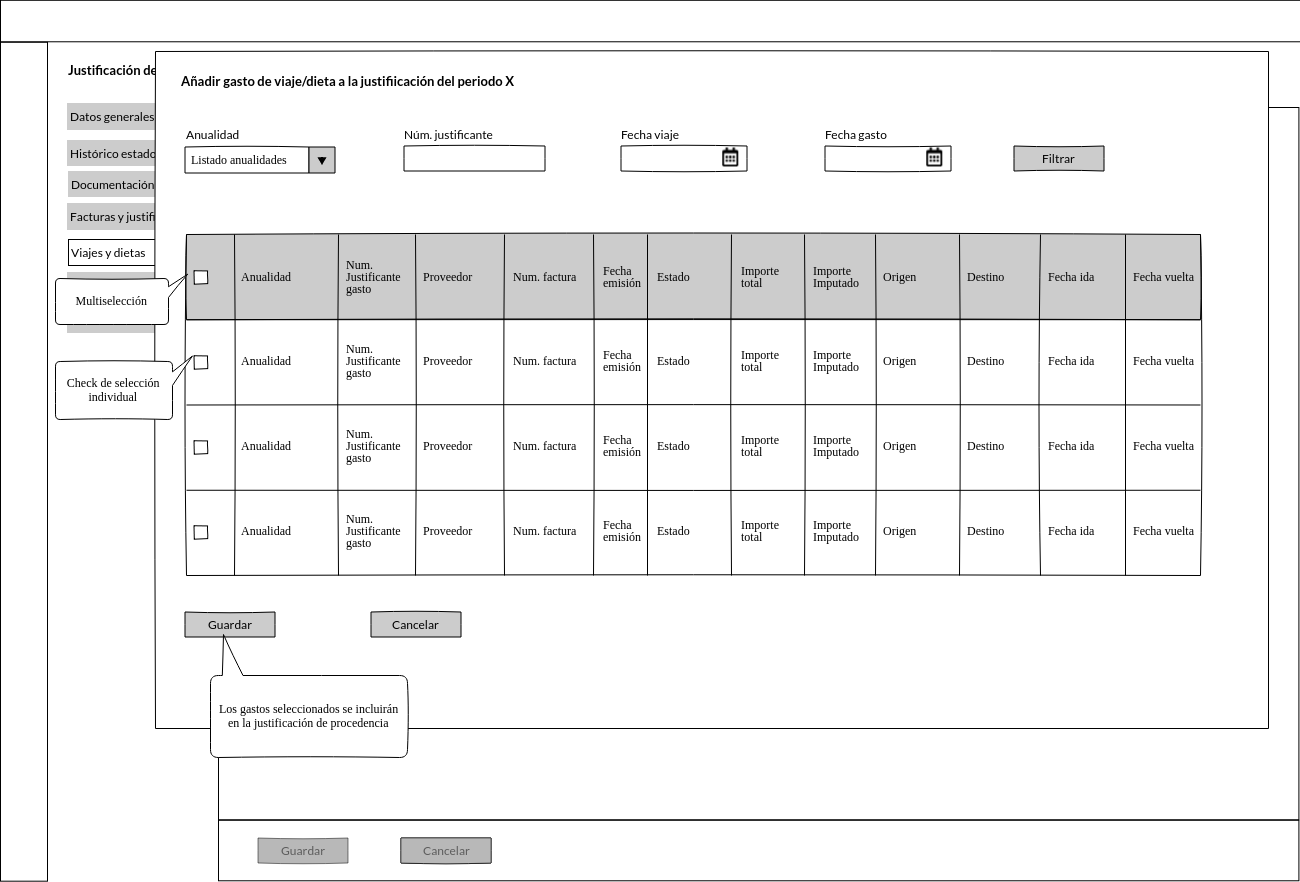 Justificación de
Añadir gasto de viaje/dieta a la justifiicación del periodo X
Datos generales
Histórico estado
Documentación
Facturas y justifi
Viajes y dietas
Anualidad
Listado anualidades
Núm. justificante
Fecha viaje
Fecha gasto
Filtrar
Multiselección
Check de selección
individual
Anualidad
Num.
Justificante
gasto
Proveedor
Num. factura
Fecha
emisión
Estado
Importe
total
Importe
Imputado
Origen
Destino
Fecha ida
Fecha vuelta
Anualidad
Num.
Justificante
gasto
Proveedor
Num. factura
Fecha
emisión
Estado
Importe
total
Importe
Imputado
Origen
Destino
Fecha ida
Fecha vuelta
Anualidad
Num.
Justificante
gasto
Proveedor
Num. factura
Fecha
emisión
Estado
Importe
total
Importe
Imputado
Origen
Destino
Fecha ida
Fecha vuelta
Anualidad
Num.
Justificante
gasto
Proveedor
Num. factura
Fecha
emisión
Estado
Importe
total
Importe
Imputado
Origen
Destino
Fecha ida
Fecha vuelta
Guardar
Cancelar
Los gastos seleccionados se incluirán
en la justificación de procedencia
Guardar
Cancelar